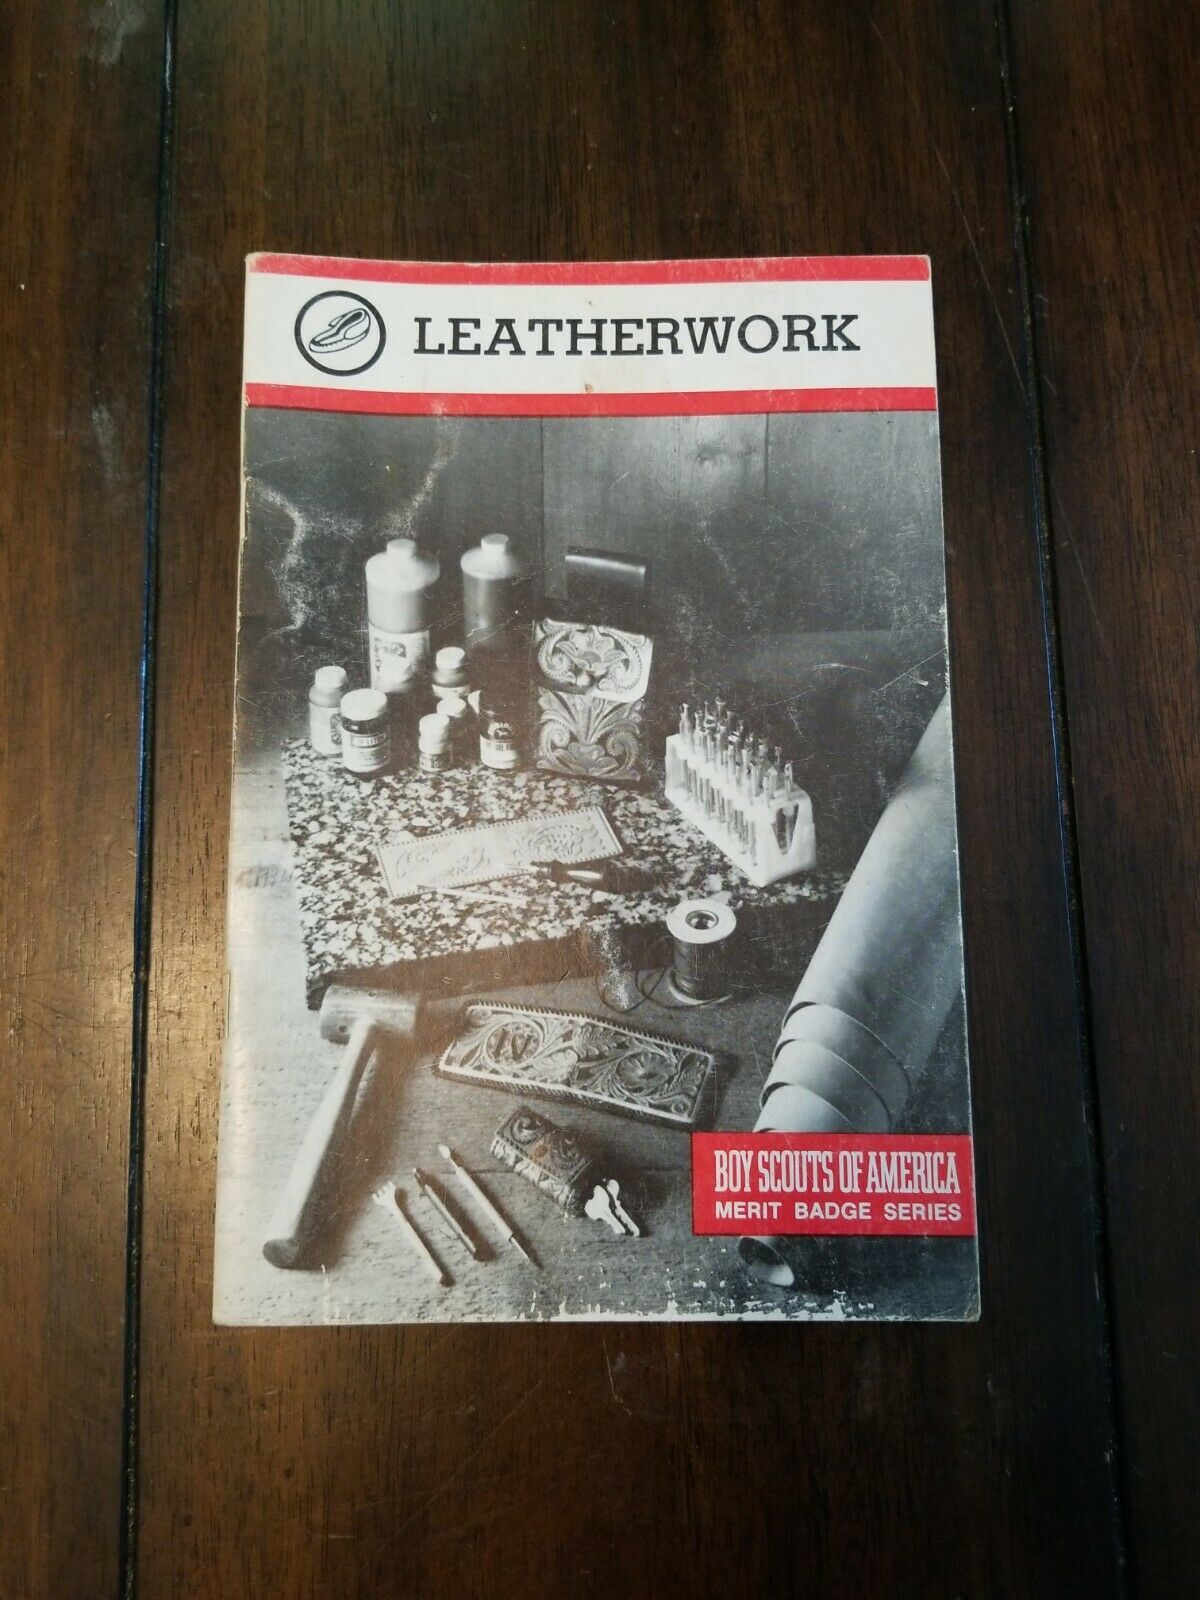 LEATHERWORK
BOY SCOUTS OF AMERICA
MERIT BADGE SERIES